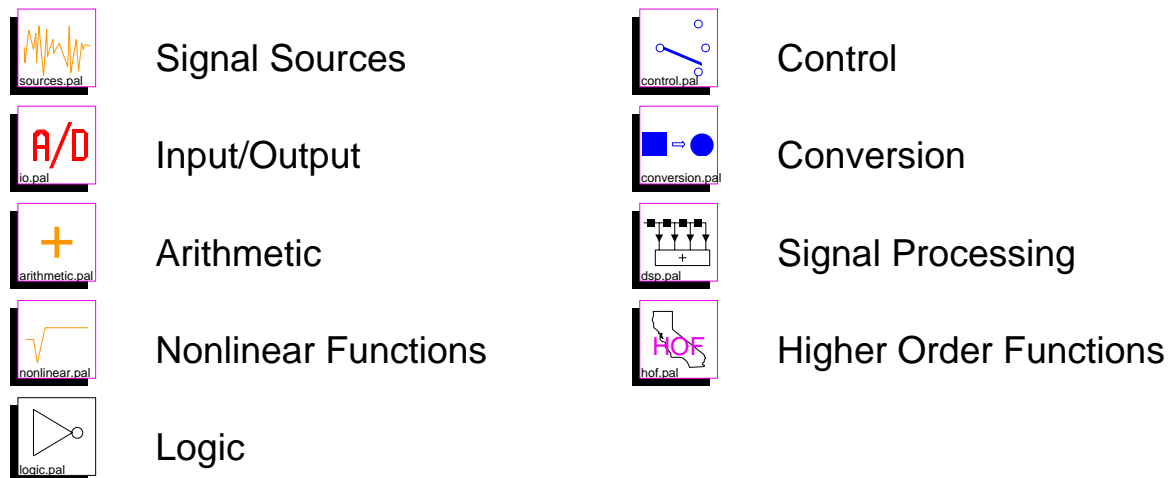 sources.pal
Signal Sources
A/D
io.pal
Input/Output
+
arithmetic.pal
Arithmetic
nonlinear.pal
Nonlinear Functions
logic.pal
Logic
control.pal
Control
conversion.pal
Conversion
+
dsp.pal
Signal Processing
HOF
hof.pal
Higher Order Functions